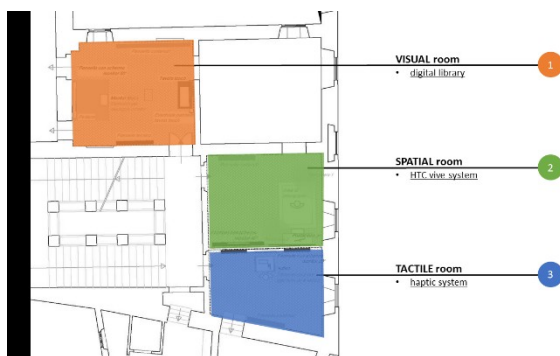 VISUAL room
• digital library
1
SPATIAL room
• HTC vive system
2
TACTILE room
• haptic system
3